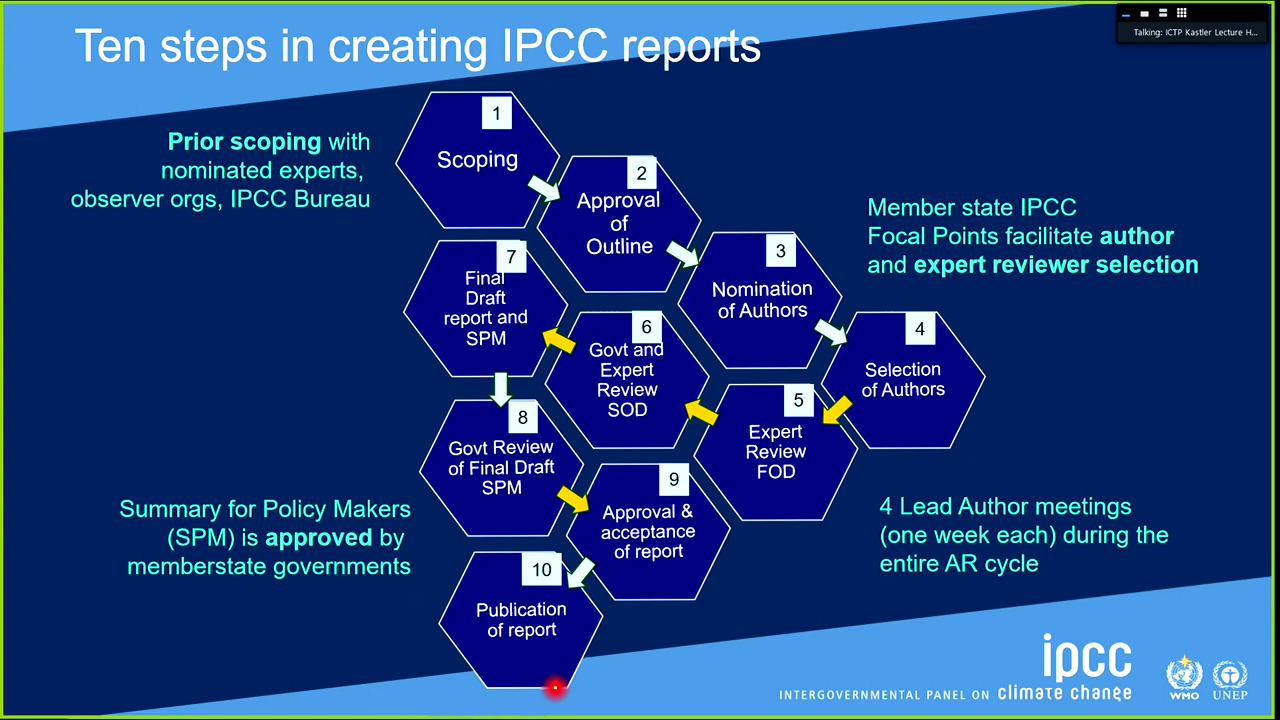 Talking: ICTP Kastler Lecture H...
Ten steps in creating IPCC reports
Prior scoping with
nominated experts,
observer orgs, IPCC Bureau
1
Scoping
2
Approval
of
Outline
3
Nomination
of Authors
4
Selection
of Authors
Member state IPCC
Focal Points facilitate author
and expert reviewer selection
5
Expert
Review
FOD
6
Govt and
Expert
Review
SOD
7
Final
Draft
report and
SPM
8
Govt Review
of Final Draft
SPM
9
Approval &
acceptance
of report
10
Publication
of report
Summary for Policy Makers
(SPM) is approved by
memberstate governments
4 Lead Author meetings
(one week each) during the
entire AR cycle
ipcc
INTERGOVERNMENTAL PANEL ON climate change
WMO
UNEP